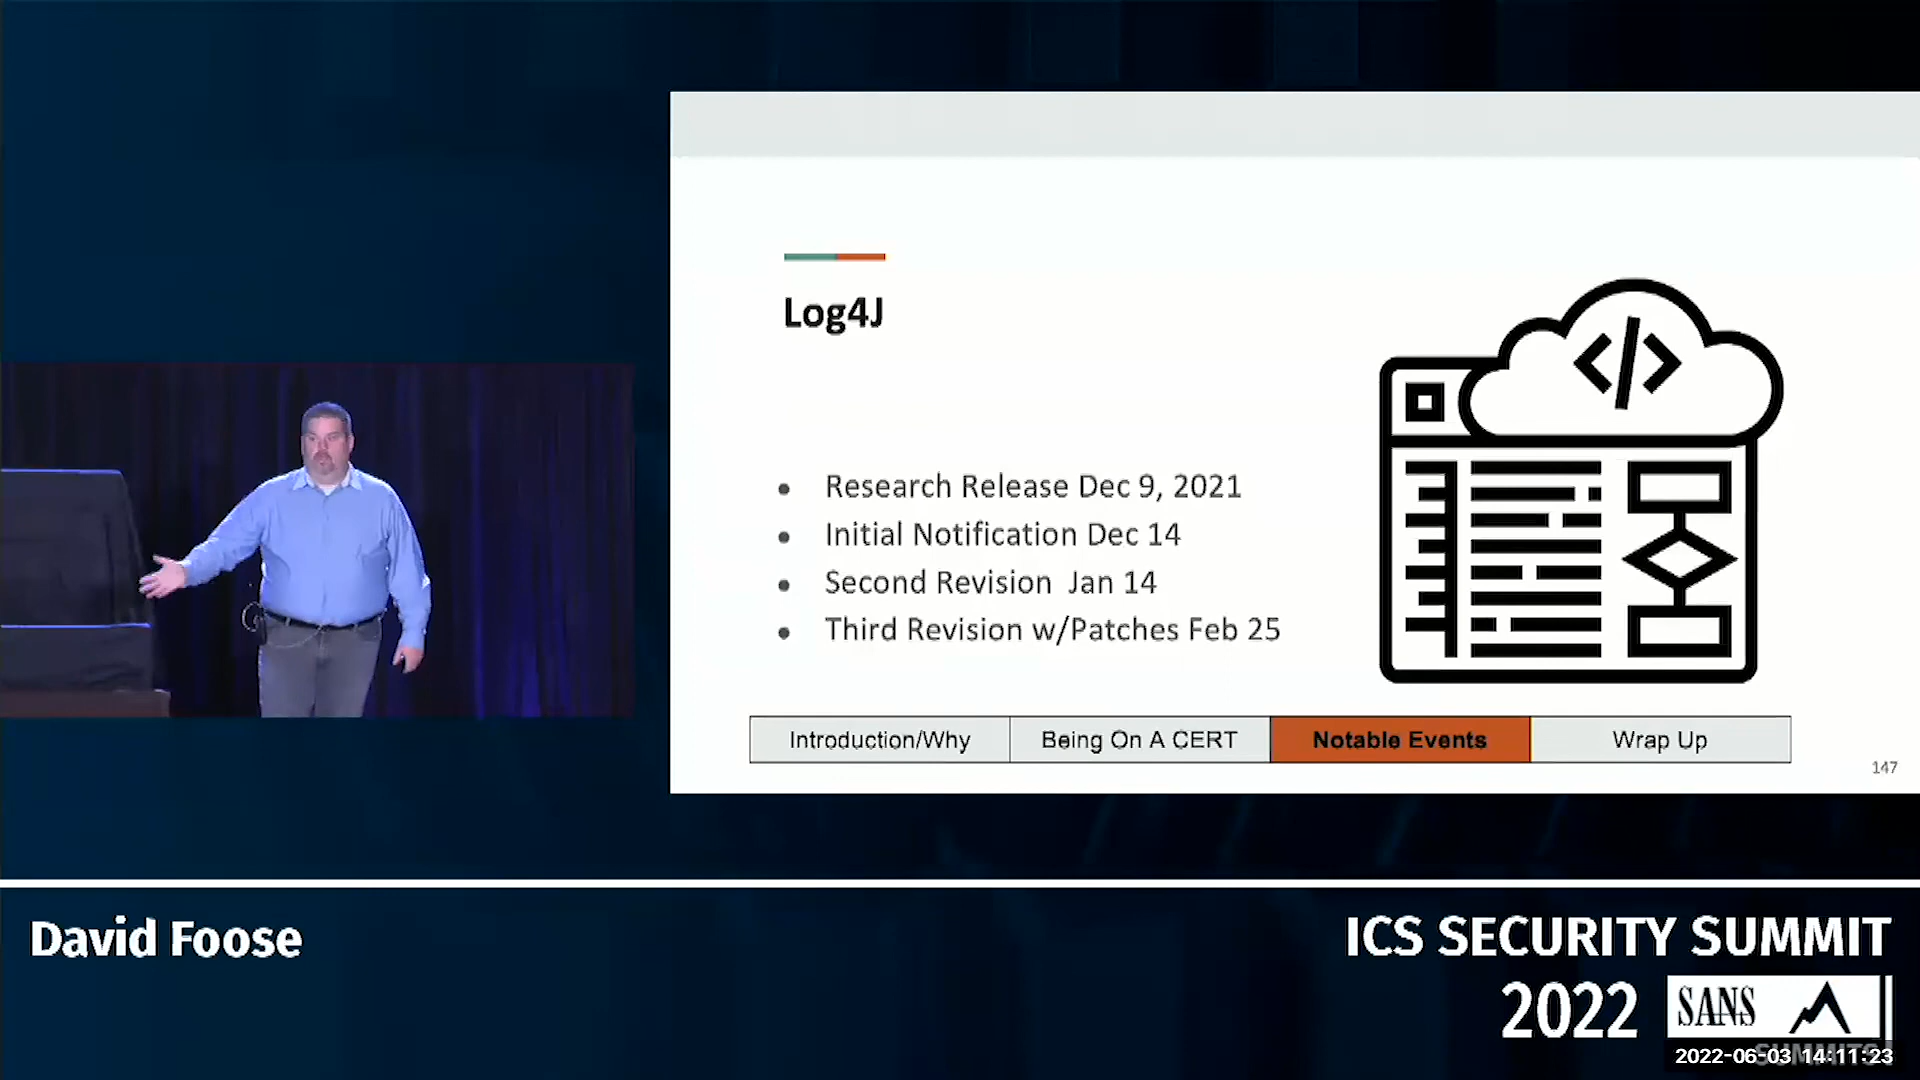 Log4J
Research Release Dec 9, 2021
Initial Notification Dec 14
Second Revision Jan 14
Third Revision w/Patches Feb 25
Introduction/Why
Being On A CERT
Notable Events
Wrap Up
147
</>
David Foose
ICS SECURITY SUMMIT
2022
SANS
SUMMITS
2022-06-03 14:11:23